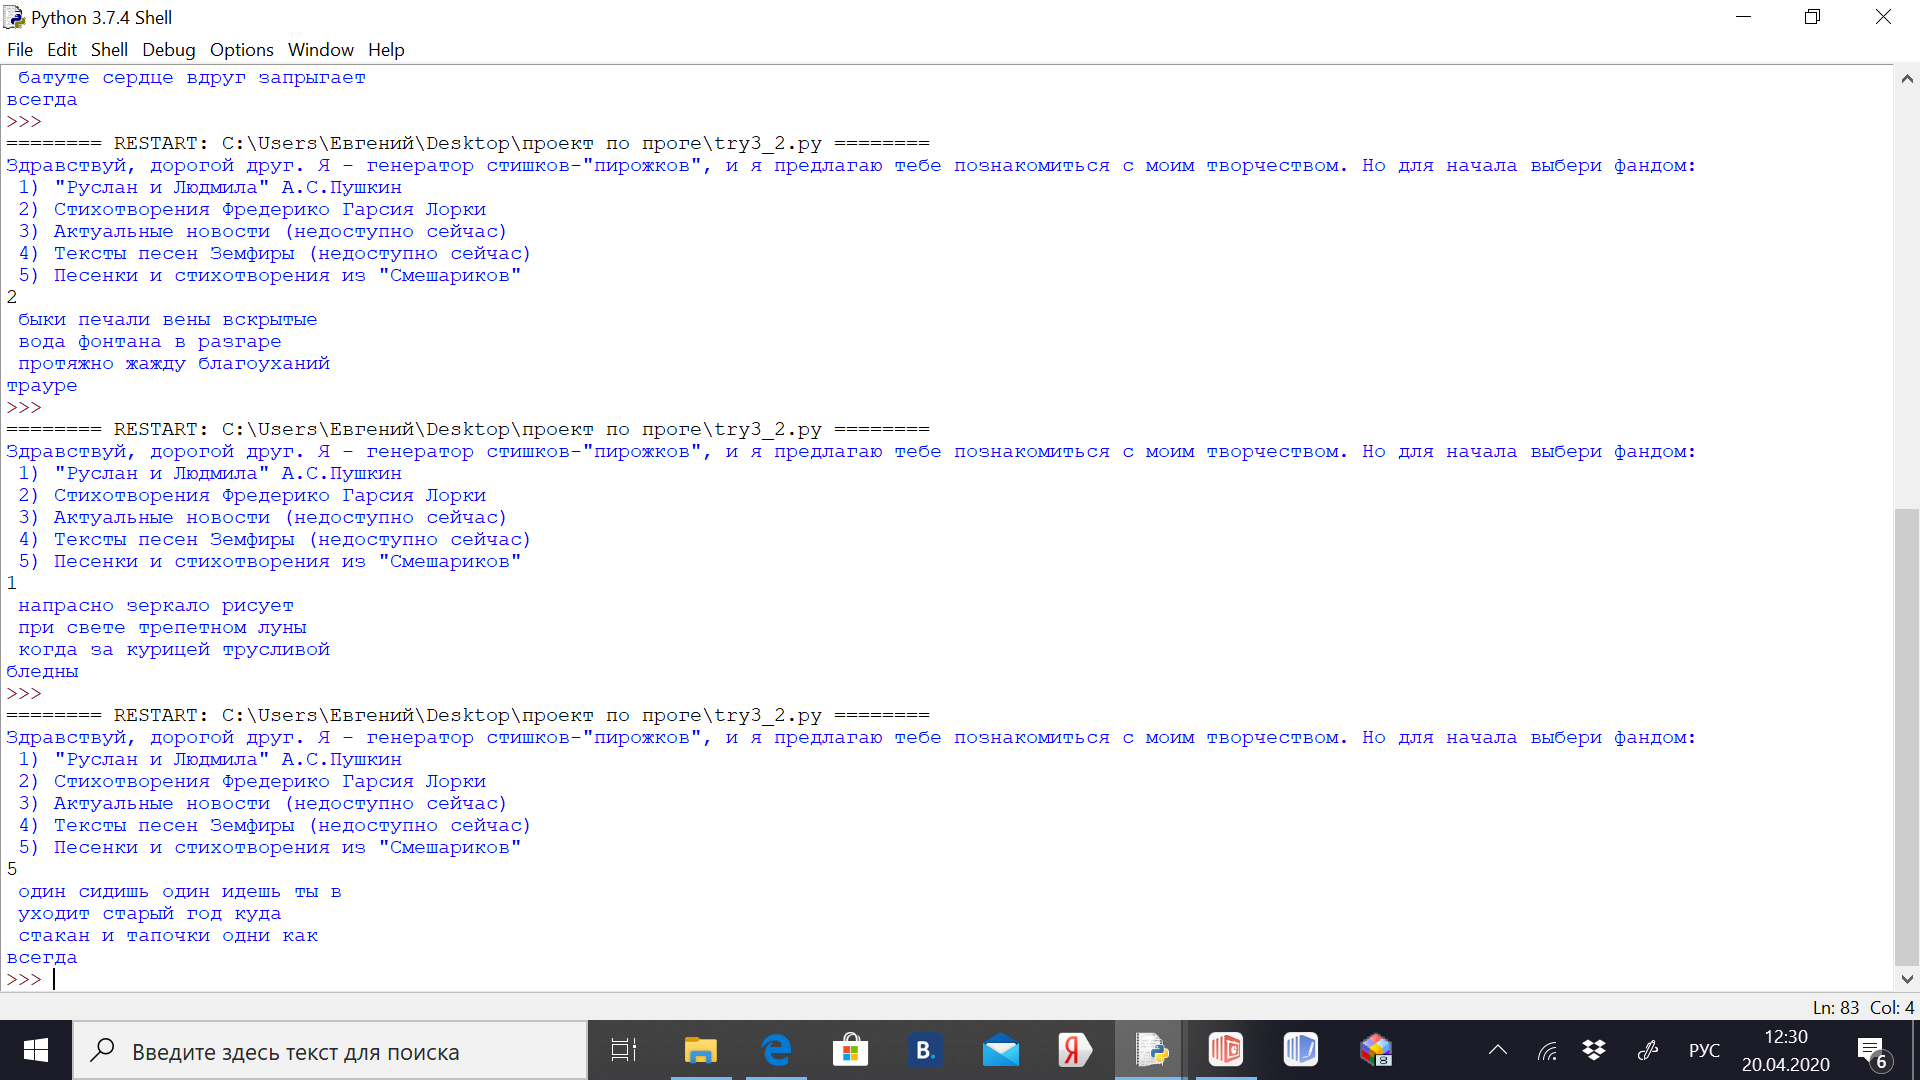 Python 3.7.4 Shell
File Edit Shell Debug Options Window Help
батуте сердце вдруг запрыгает
всегда
>>>
======== RESTART: C:\Users\Евгений\Desktop\проект по проге\try3_2.py ========
Здравствуй, дорогой друг. Я - генератор стишков-"пирожков", и я предлагаю тебе познакомиться с моим творчеством. Но для начала выбери фандом:
1) "Руслан и Людмила" А.С.Пушкин
2) Стихотворения Фредерико Гарсия Лорки
3) Актуальные новости (недоступно сейчас)
4) Тексты песен Земфиры (недоступно сейчас)
5) Песенки и стихотворения из "Смешариков"
2
быки печали вены вскрытые
вода фонтана в разгаре
протяжно жажду благоуханий
трауре
>>>
======== RESTART: C:\Users\Евгений\Desktop\проект по проге\try3_2.py ========
Здравствуй, дорогой друг. Я - генератор стишков-"пирожков", и я предлагаю тебе познакомиться с моим творчеством. Но для начала выбери фандом:
1) "Руслан и Людмила" А.С.Пушкин
2) Стихотворения Фредерико Гарсия Лорки
3) Актуальные новости (недоступно сейчас)
4) Тексты песен Земфиры (недоступно сейчас)
5) Песенки и стихотворения из "Смешариков"
1
напрасно зеркало рисует
при свете трепетном луны
когда за курицей трусливой
бледны
>>>
======== RESTART: C:\Users\Евгений\Desktop\проект по проге\try3_2.py ========
Здравствуй, дорогой друг. Я - генератор стишков-"пирожков", и я предлагаю тебе познакомиться с моим творчеством. Но для начала выбери фандом:
1) "Руслан и Людмила" А.С.Пушкин
2) Стихотворения Фредерико Гарсия Лорки
3) Актуальные новости (недоступно сейчас)
4) Тексты песен Земфиры (недоступно сейчас)
5) Песенки и стихотворения из "Смешариков"
5
один сидишь один идешь ты в
уходит старый год куда
стакан и тапочки одни как
всегда
>>>
Ln: 83 Col: 4
Введите здесь текст для поиска
B.
Я
8
РУС
12:30
20.04.2020
6